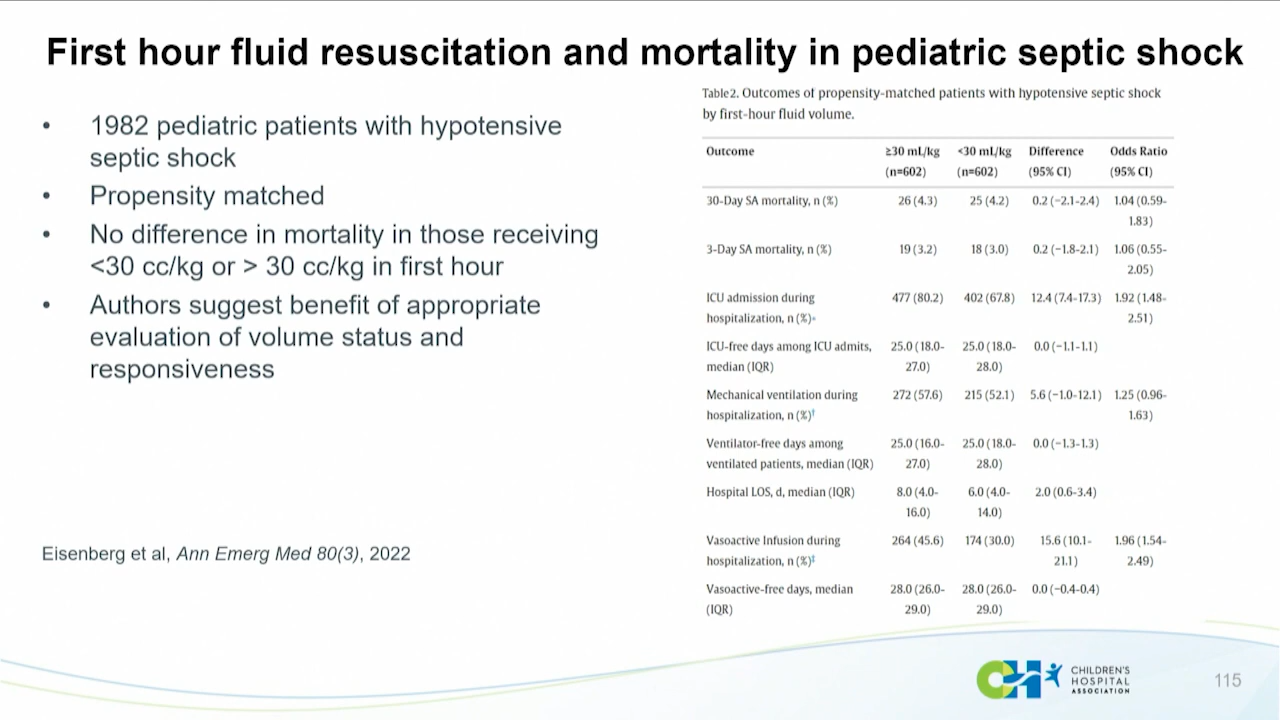 First hour fluid resuscitation and mortality in pediatric septic shock
• 1982 pediatric patients with hypotensive
septic shock
• Propensity matched
• No difference in mortality in those receiving
<30 cc/kg or > 30 cc/kg in first hour
• Authors suggest benefit of appropriate
evaluation of volume status and
responsiveness
Eisenberg et al, Ann Emerg Med 80(3), 2022
Table2. Outcomes of propensity-matched patients with hypotensive septic shock
by first-hour fluid volume.
Outcome ≥30 mL/kg <30 mL/kg Difference Odds Ratio
(n=602) (n=602) (95% CI) (95% CI)
30-Day SA mortality, n (%) 26 (4.3) 25 (4.2) 0.2 (−2.1-2.4) 1.04 (0.59-
1.83)
3-Day SA mortality, n (%) 19 (3.2) 18 (3.0) 0.2 (−1.8-2.1) 1.06 (0.55-
2.05)
ICU admission during 477 (80.2) 402 (67.8) 12.4 (7.4-17.3) 1.92 (1.48-
hospitalization, n (%)* 2.51)
ICU-free days among ICU admits, 25.0 (18.0- 25.0 (18.0- 0.0 (−1.1-1.1)
median (IQR) 27.0) 28.0)
Mechanical ventilation during 272 (57.6) 215 (52.1) 5.6 (−1.0-12.1) 1.25 (0.96-
hospitalization, n (%)† 1.63)
Ventilator-free days among 25.0 (16.0- 25.0 (18.0- 0.0 (−1.3-1.3)
ventilated patients, median (IQR) 27.0) 28.0)
Hospital LOS, d, median (IQR) 8.0 (4.0- 6.0 (4.0- 2.0 (0.6-3.4)
16.0) 14.0)
Vasoactive Infusion during 264 (45.6) 174 (30.0) 15.6 (10.1- 1.96 (1.54-
hospitalization, n (%)‡ 21.1) 2.49)
Vasoactive-free days, median 28.0 (26.0- 28.0 (26.0- 0.0 (−0.4-0.4)
(IQR) 29.0) 29.0)
CHILDREN'S
HOSPITAL
ASSOCIATION
115